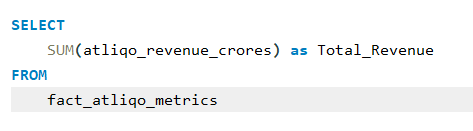 SELECT
SUM(atliqo_revenue_crores) as Total_Revenue
FROM
fact_atliqo_metrics